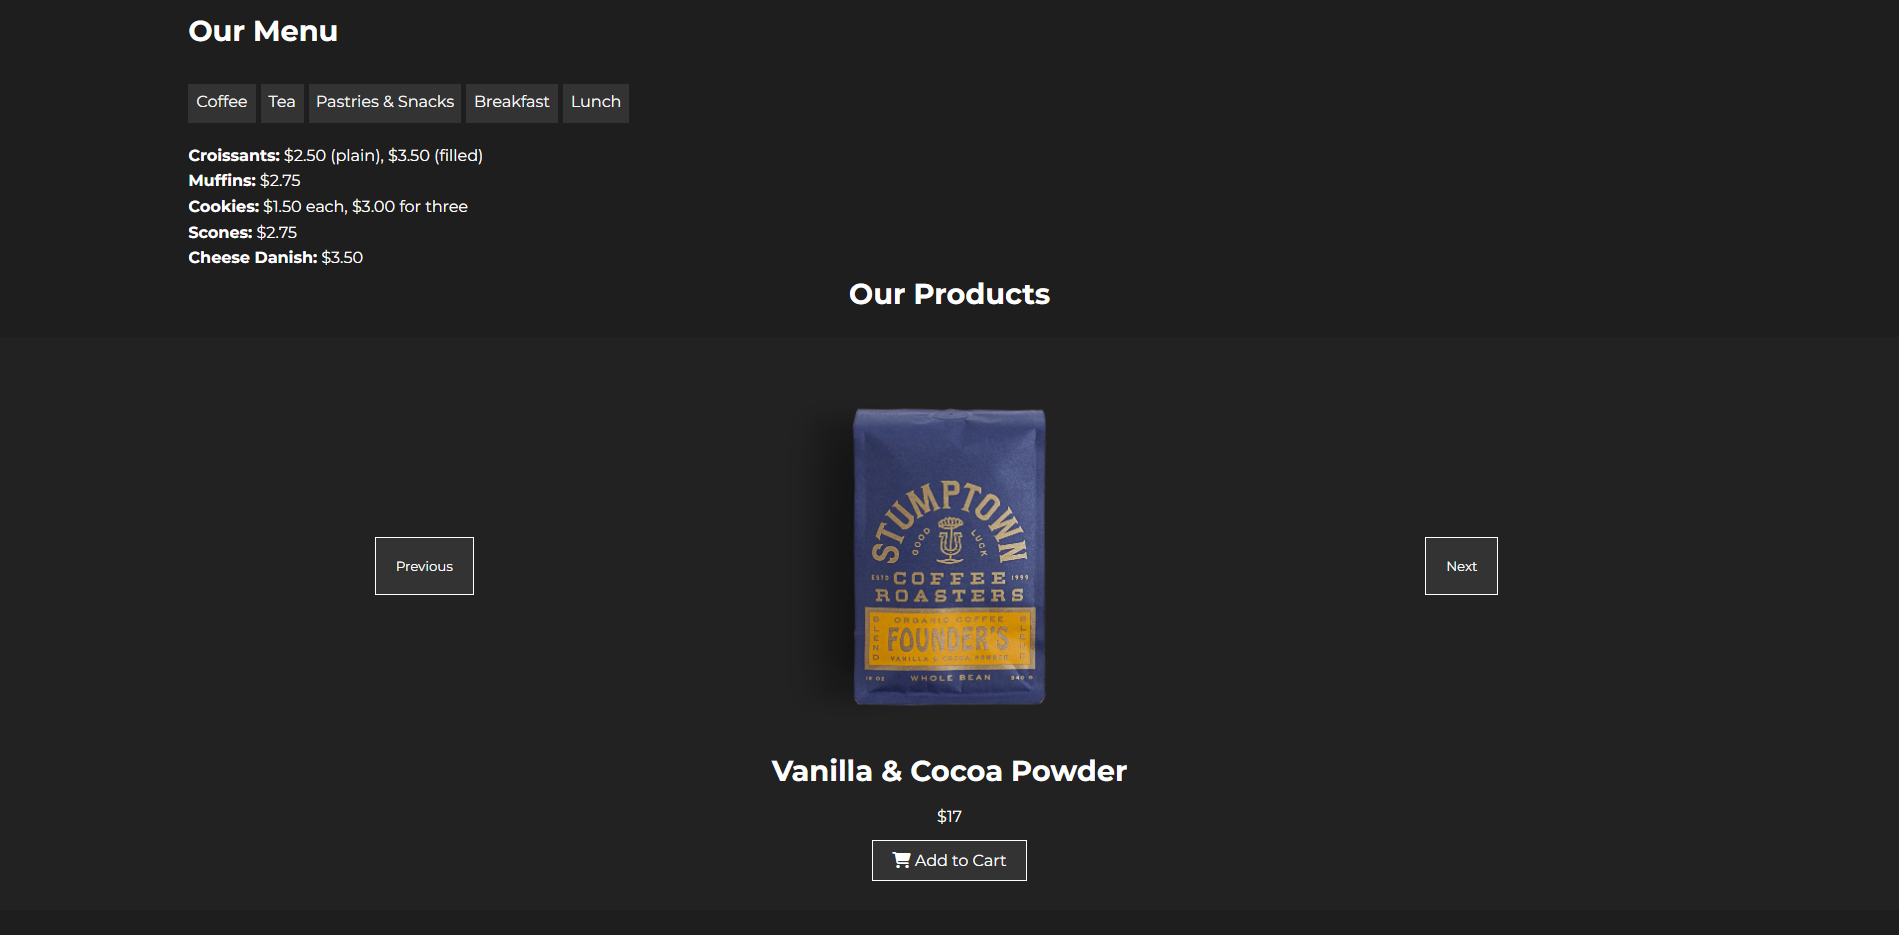 Our Menu
Coffee
Tea
Pastries & Snacks
Breakfast
Lunch
Croissants: $2.50 (plain), $3.50 (filled)
Muffins: $2.75
Cookies: $1.50 each, $3.00 for three
Scones: $2.75
Cheese Danish: $3.50
Our Products
STUMPTOWN
GOOD LUCK
ESTD COFFEE 1999
ROASTERS
ORGANIC COFFEE
BLEND FOUNDER'S BLEND
VANILLA & COCOA POWDER
12 OZ WHOLE BEAN 340 G
Previous
Next
Vanilla & Cocoa Powder
$17
Add to Cart